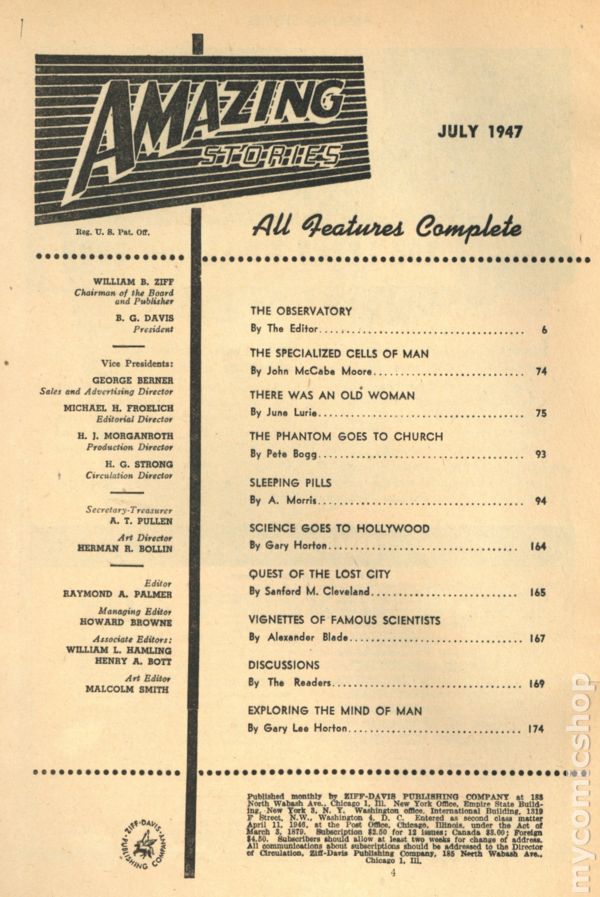 AMAZING
STORIES
JULY 1947
Reg. U. S. Pat. Off.
All Features Complete
WILLIAM B. ZIFF
Chairman of the Board
and Publisher
B. G. DAVIS
President
Vice Presidents:
GEORGE BERNER
Sales and Advertising Director
MICHAEL H. FROELICH
Editorial Director
H. J. MORGANROTH
Production Director
H. G. STRONG
Circulation Director
Secretary-Treasurer
A. T. PULLEN
Art Director
HERMAN R. BOLLIN
Editor
RAYMOND A. PALMER
Managing Editor
HOWARD BROWNE
Associate Editors:
WILLIAM L. HAMLING
HENRY A. BOTT
Art Editor
MALCOLM SMITH
THE OBSERVATORY
By The Editor........................................ 6
THE SPECIALIZED CELLS OF MAN
By John McCabe Moore............................ 74
THERE WAS AN OLD WOMAN
By June Lurie........................................ 75
THE PHANTOM GOES TO CHURCH
By Pete Bogg........................................ 93
SLEEPING PILLS
By A. Morris........................................ 94
SCIENCE GOES TO HOLLYWOOD
By Gary Horton..................................... 164
QUEST OF THE LOST CITY
By Sanford M. Cleveland.......................... 165
VIGNETTES OF FAMOUS SCIENTISTS
By Alexander Blade................................ 167
DISCUSSIONS
By The Readers..................................... 169
EXPLORING THE MIND OF MAN
By Gary Lee Horton................................ 174
ZIFF-DAVIS PUBLISHING COMPANY
Published monthly by ZIFF-DAVIS PUBLISHING COMPANY at 185
North Wabash Ave., Chicago 1, Ill. New York Office, Empire State Build-
ing, New York 3, N. Y. Washington office, International Building, 1319
F Street, N.W., Washington 4, D. C. Entered as second class matter
April 11, 1946, at the Post Office, Chicago, Illinois, under the Act of
March 3, 1879. Subscription $2.50 for 12 issues; Canada $3.00; Foreign
$4.50. Subscribers should allow at least two weeks for change of address.
All communications about subscriptions should be addressed to the Director
of Circulation, Ziff-Davis Publishing Company, 185 North Wabash Ave.,
Chicago 1, Ill.
4
mycomicshop